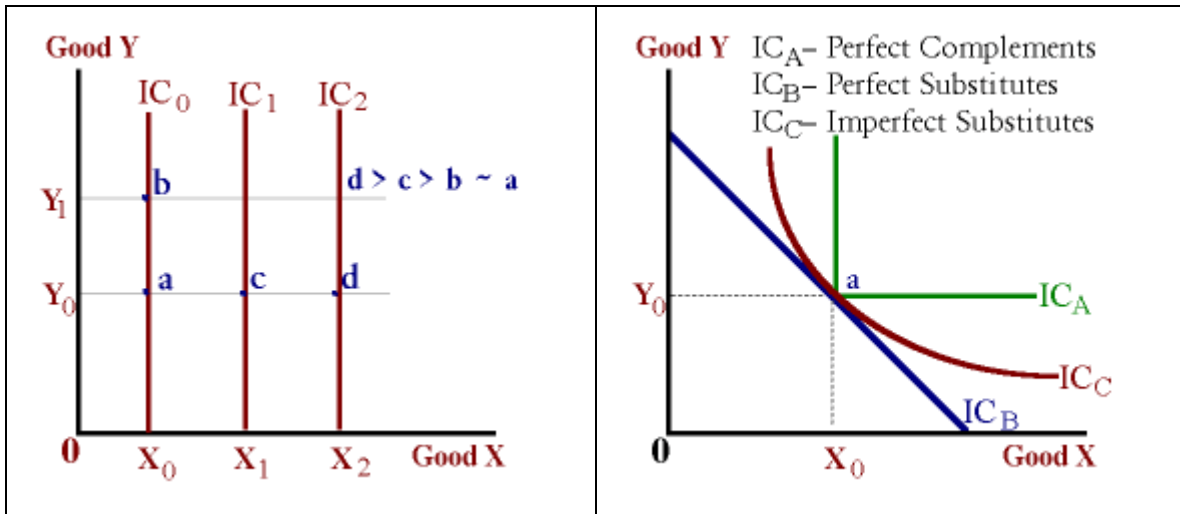 Good Y
IC0 IC1 IC2
b
d > c > b ~ a
Y1
a c d
Y0
0 X0 X1 X2 Good X
Good Y
ICA– Perfect Complements
ICB– Perfect Substitutes
ICC– Imperfect Substitutes
a
Y0
ICA
ICC
ICB
0 X0 Good X